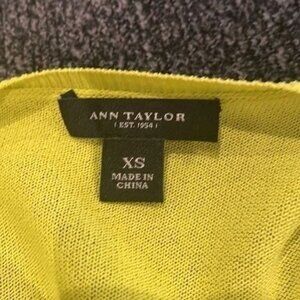 ANN TAYLOR
( EST. 1954 )
XS
MADE IN
CHINA